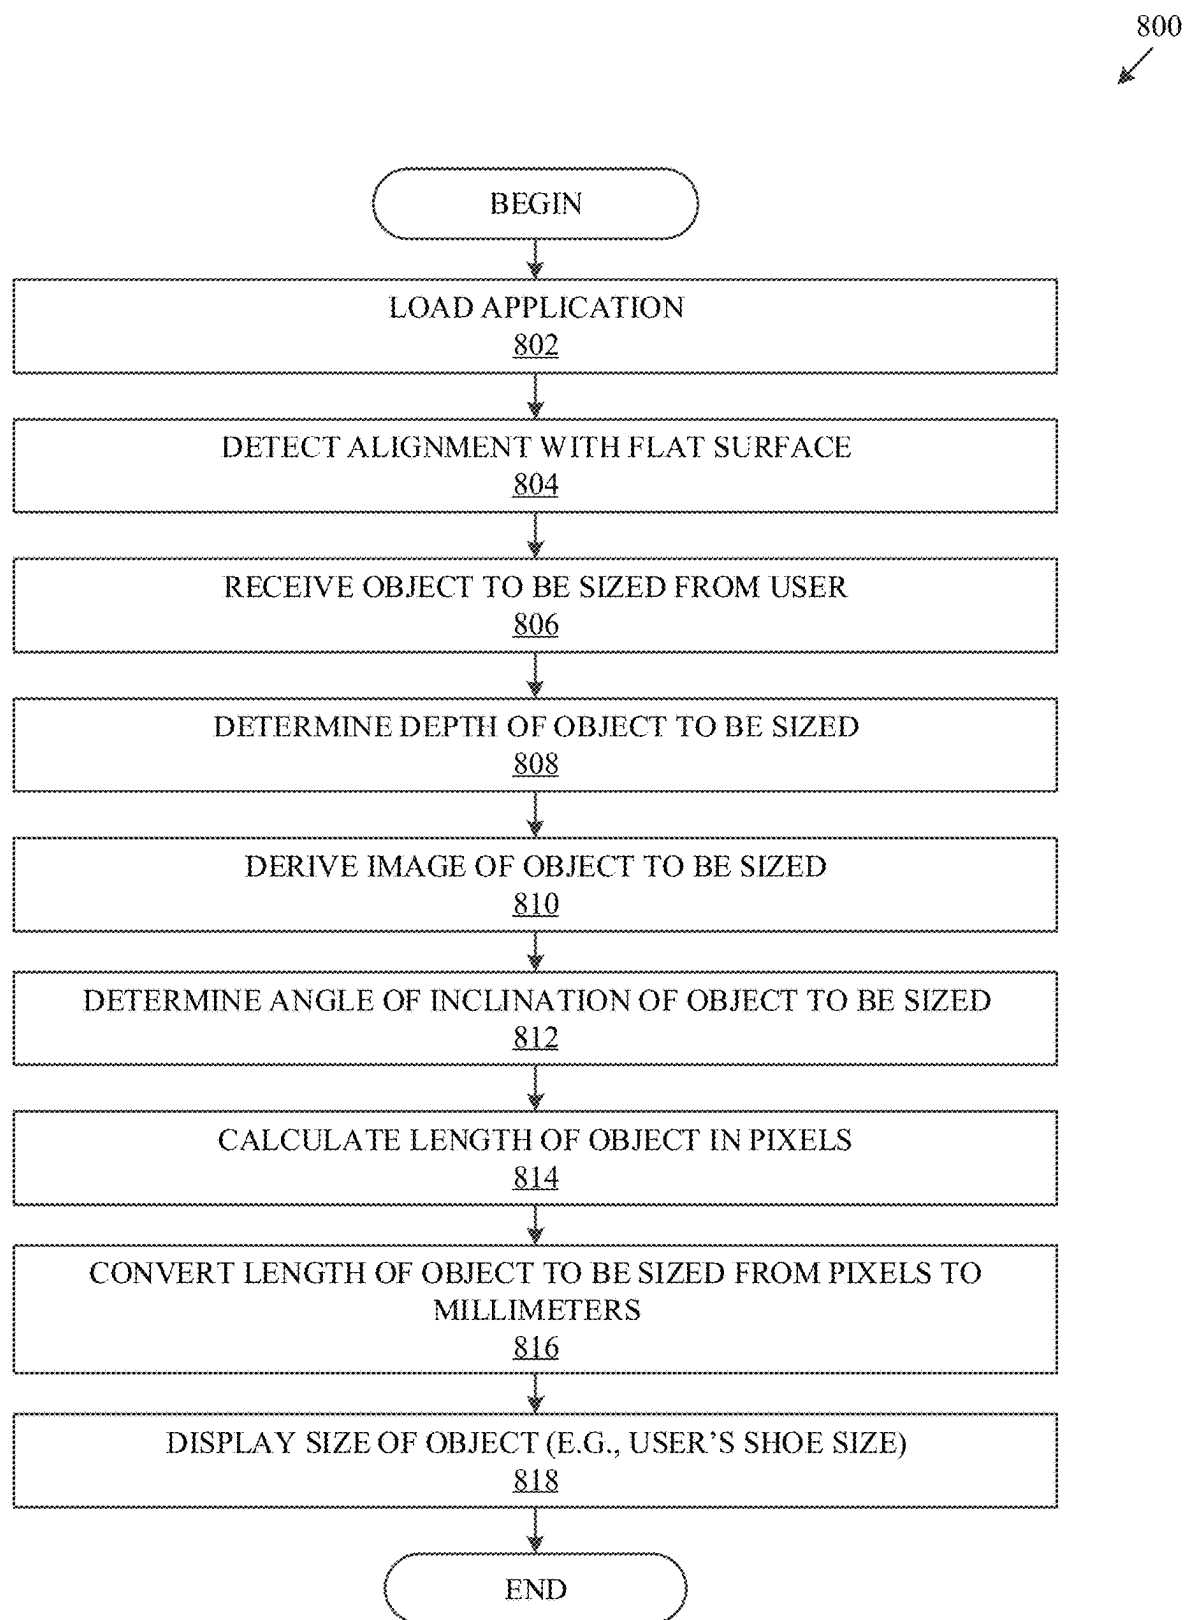 800
BEGIN
LOAD APPLICATION
802
DETECT ALIGNMENT WITH FLAT SURFACE
804
RECEIVE OBJECT TO BE SIZED FROM USER
806
DETERMINE DEPTH OF OBJECT TO BE SIZED
808
DERIVE IMAGE OF OBJECT TO BE SIZED
810
DETERMINE ANGLE OF INCLINATION OF OBJECT TO BE SIZED
812
CALCULATE LENGTH OF OBJECT IN PIXELS
814
CONVERT LENGTH OF OBJECT TO BE SIZED FROM PIXELS TO
MILLIMETERS
816
DISPLAY SIZE OF OBJECT (E.G., USER'S SHOE SIZE)
818
END